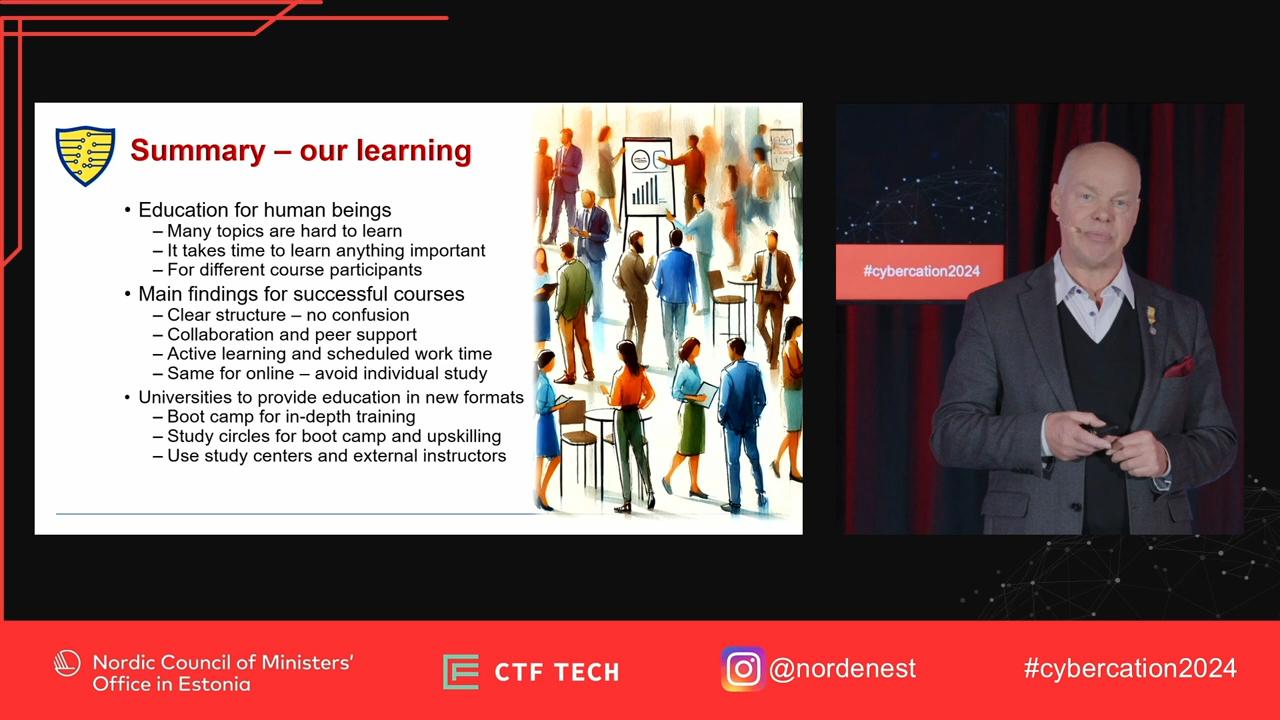 Summary – our learning
• Education for human beings
– Many topics are hard to learn
– It takes time to learn anything important
– For different course participants
• Main findings for successful courses
– Clear structure – no confusion
– Collaboration and peer support
– Active learning and scheduled work time
– Same for online – avoid individual study
• Universities to provide education in new formats
– Boot camp for in-depth training
– Study circles for boot camp and upskilling
– Use study centers and external instructors
#cybercation2024
Nordic Council of Ministers'
Office in Estonia
CTF TECH
@nordenest
#cybercation2024